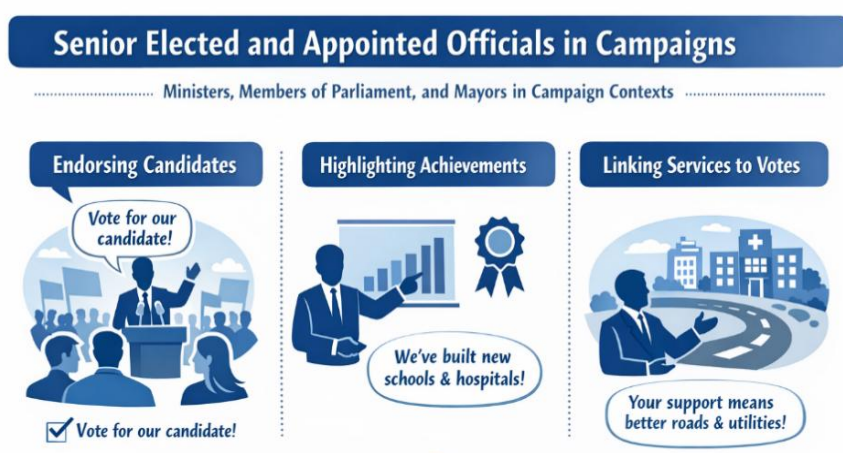 Senior Elected and Appointed Officials in Campaigns
Ministers, Members of Parliament, and Mayors in Campaign Contexts
Endorsing Candidates
Vote for our
candidate!
Vote for our candidate!
Highlighting Achievements
We've built new
schools & hospitals!
Linking Services to Votes
Your support means
better roads & utilities!